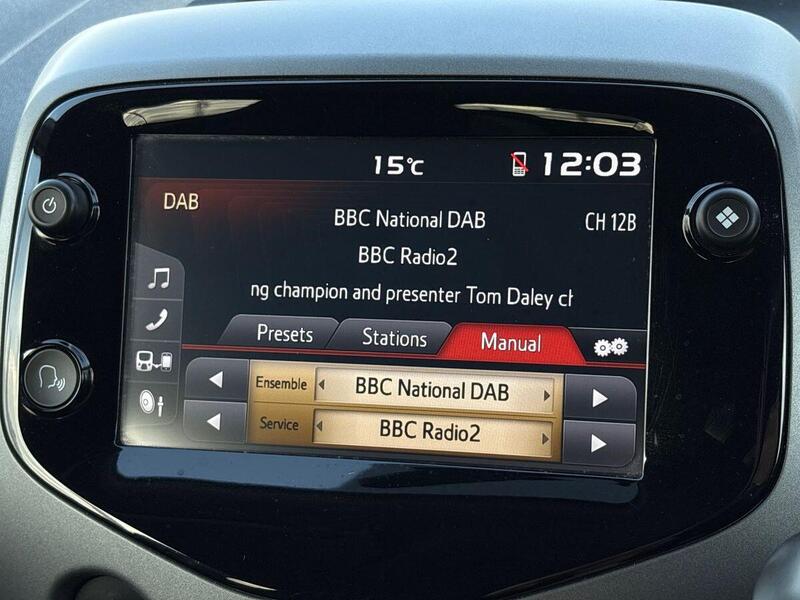 15°C 12:03
DAB
BBC National DAB CH 12B
BBC Radio2
ng champion and presenter Tom Daley ch
Presets Stations Manual
Ensemble BBC National DAB
Service BBC Radio2